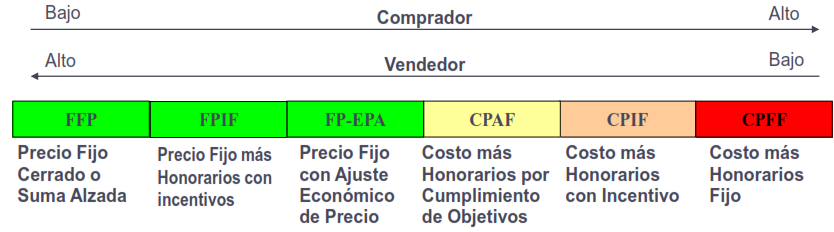 Bajo
Comprador
Alto
Alto
Vendedor
Bajo
FFP
FPIF
FP-EPA
CPAF
CPIF
CPFF
Precio Fijo
Cerrado o
Suma Alzada
Precio Fijo más
Honorarios con
incentivos
Precio Fijo
con Ajuste
Económico
de Precio
Costo más
Honorarios por
Cumplimiento
de Objetivos
Costo más
Honorarios
con Incentivo
Costo más
Honorarios
Fijo